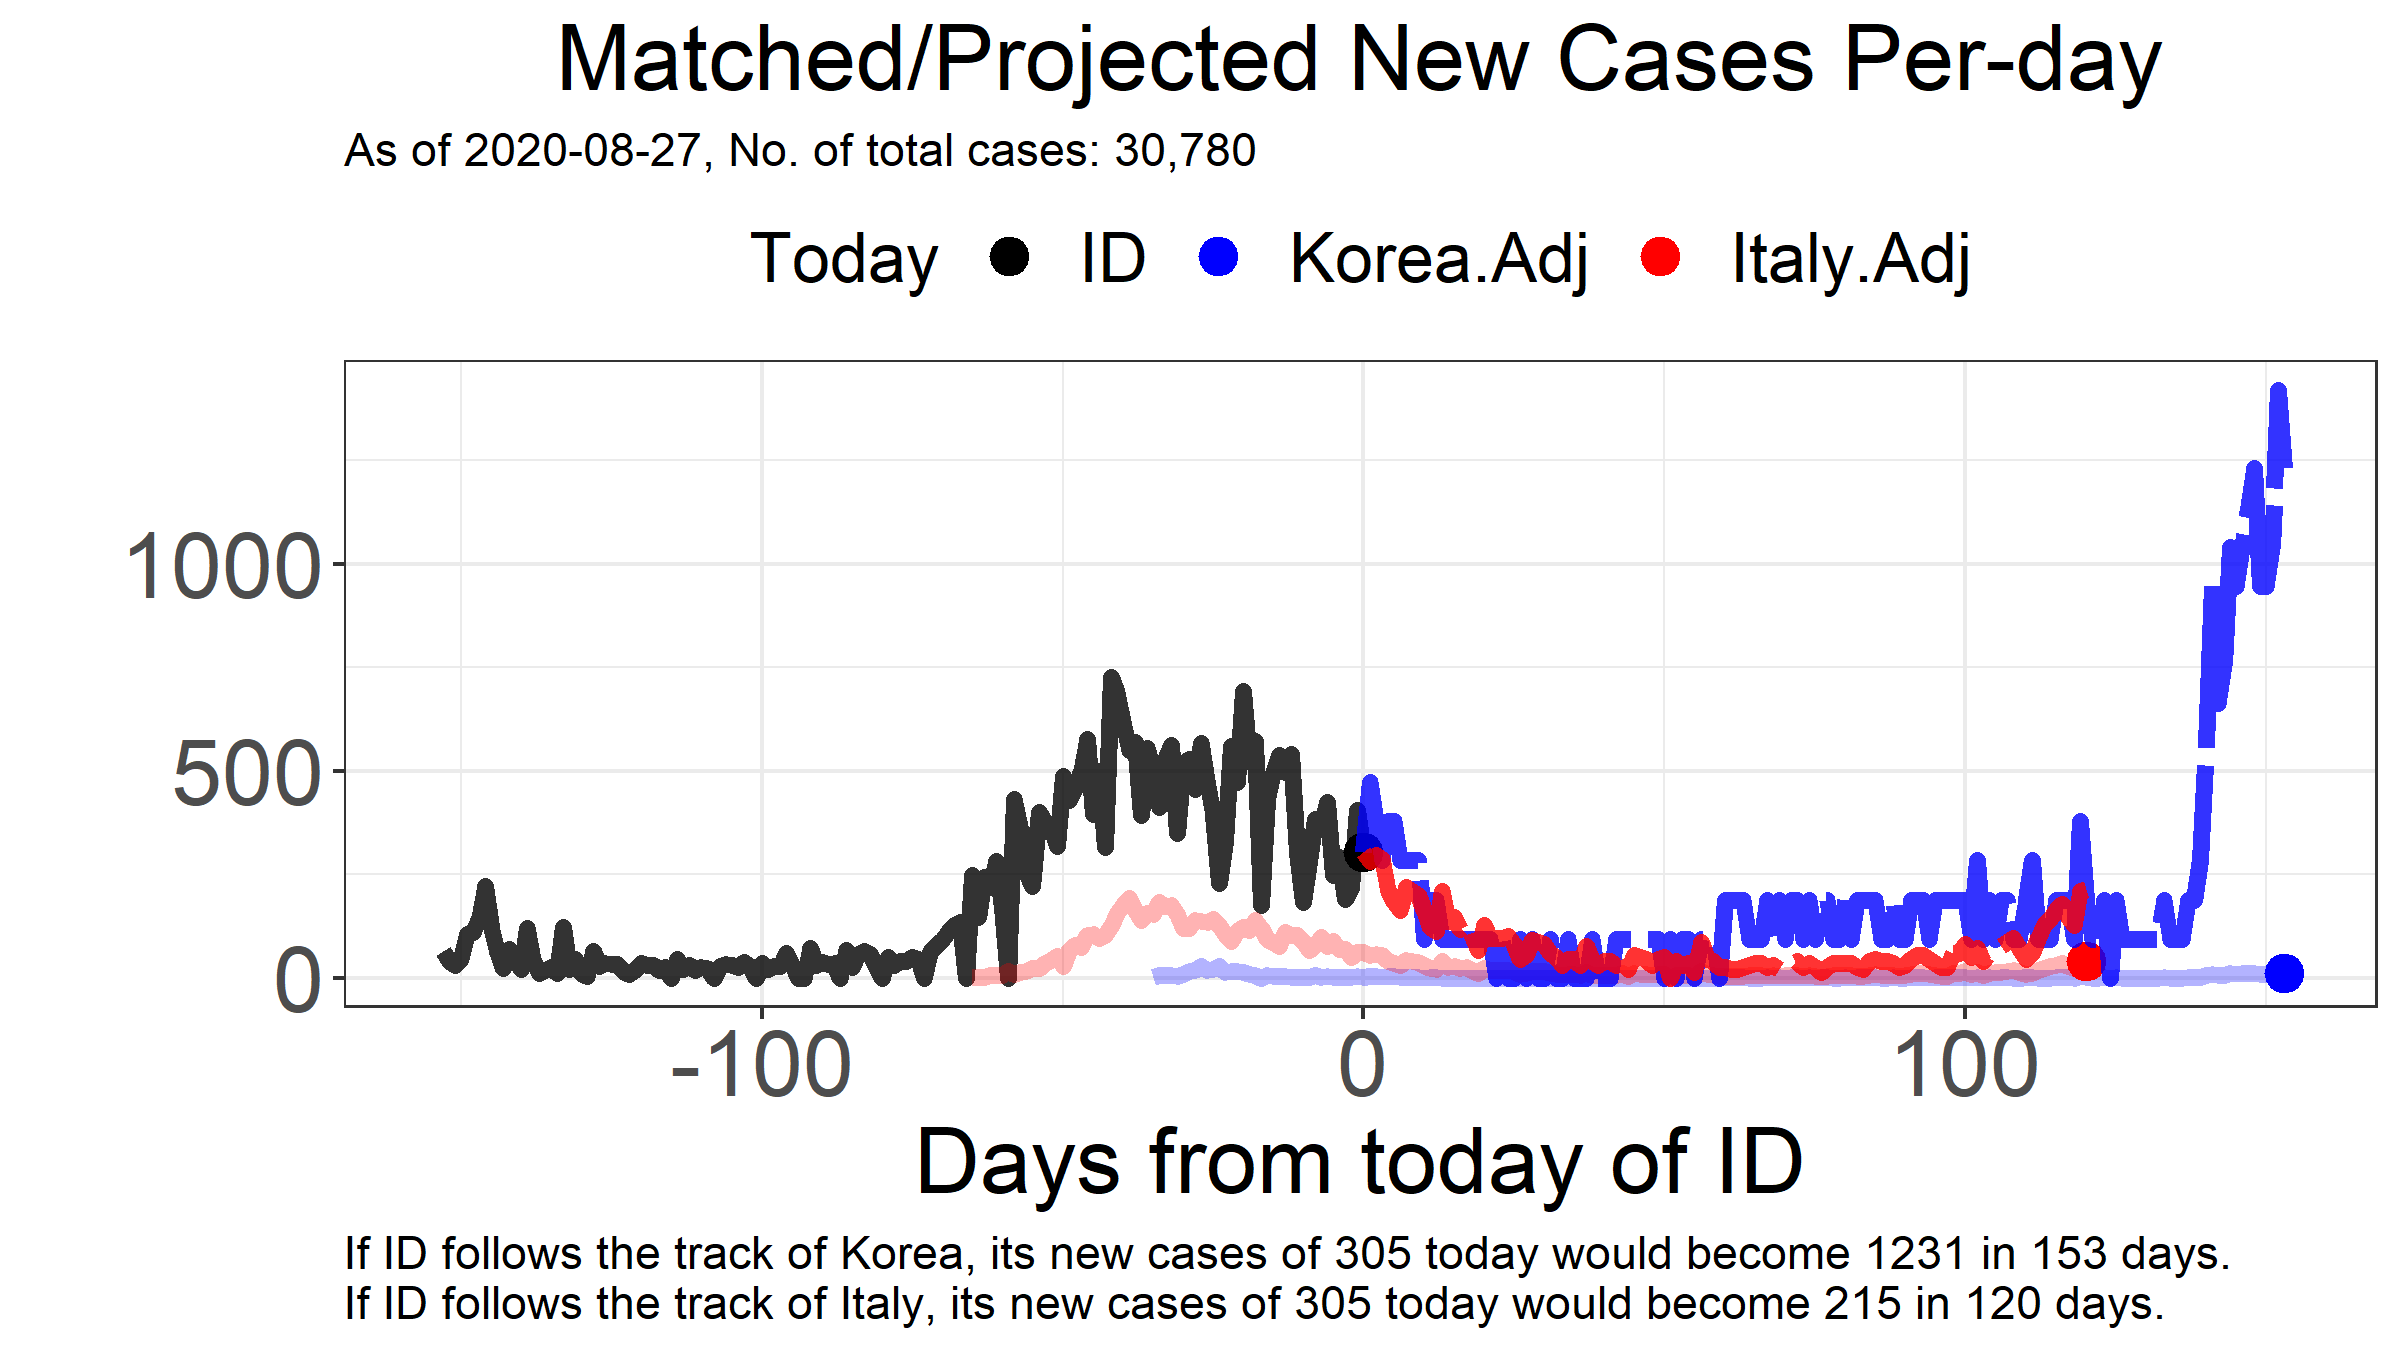 Matched/Projected New Cases Per-day
As of 2020-08-27, No. of total cases: 30,780
Today ID Korea.Adj Italy.Adj
1000
500
0
-100 0 100
Days from today of ID
If ID follows the track of Korea, its new cases of 305 today would become 1231 in 153 days.
If ID follows the track of Italy, its new cases of 305 today would become 215 in 120 days.